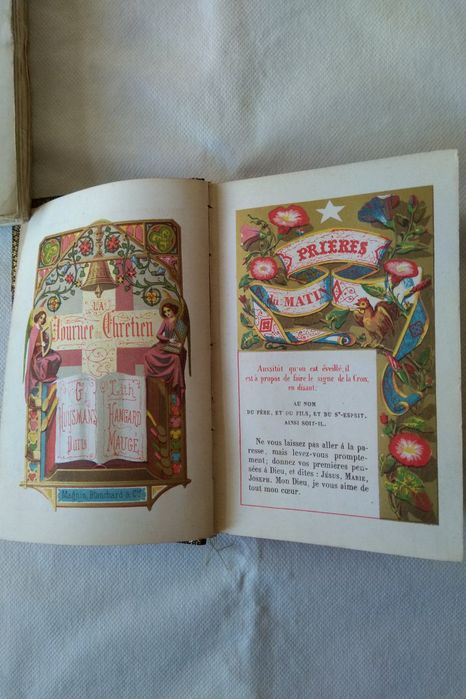 LA
Journée du Chrétien
G.
HUYSMANS
Paris
LITH
HANGARD
MAUGÉ.
Magnin, Blanchard & Cie
PRIERES
du MATIN
Aussitôt qu'on est éveillé, il
est à propos de faire le signe de la Croix,
en disant:
AU NOM
DU PÈRE, ET DU FILS, ET DU ST-ESPRIT.
AINSI SOIT-IL.
Ne vous laissez pas aller à la pa-
resse, mais levez-vous prompte-
ment; donnez vos premières pen-
sées à Dieu, et dites: JÉSUS, MARIE,
JOSEPH. Mon Dieu, je vous aime de
tout mon cœur.